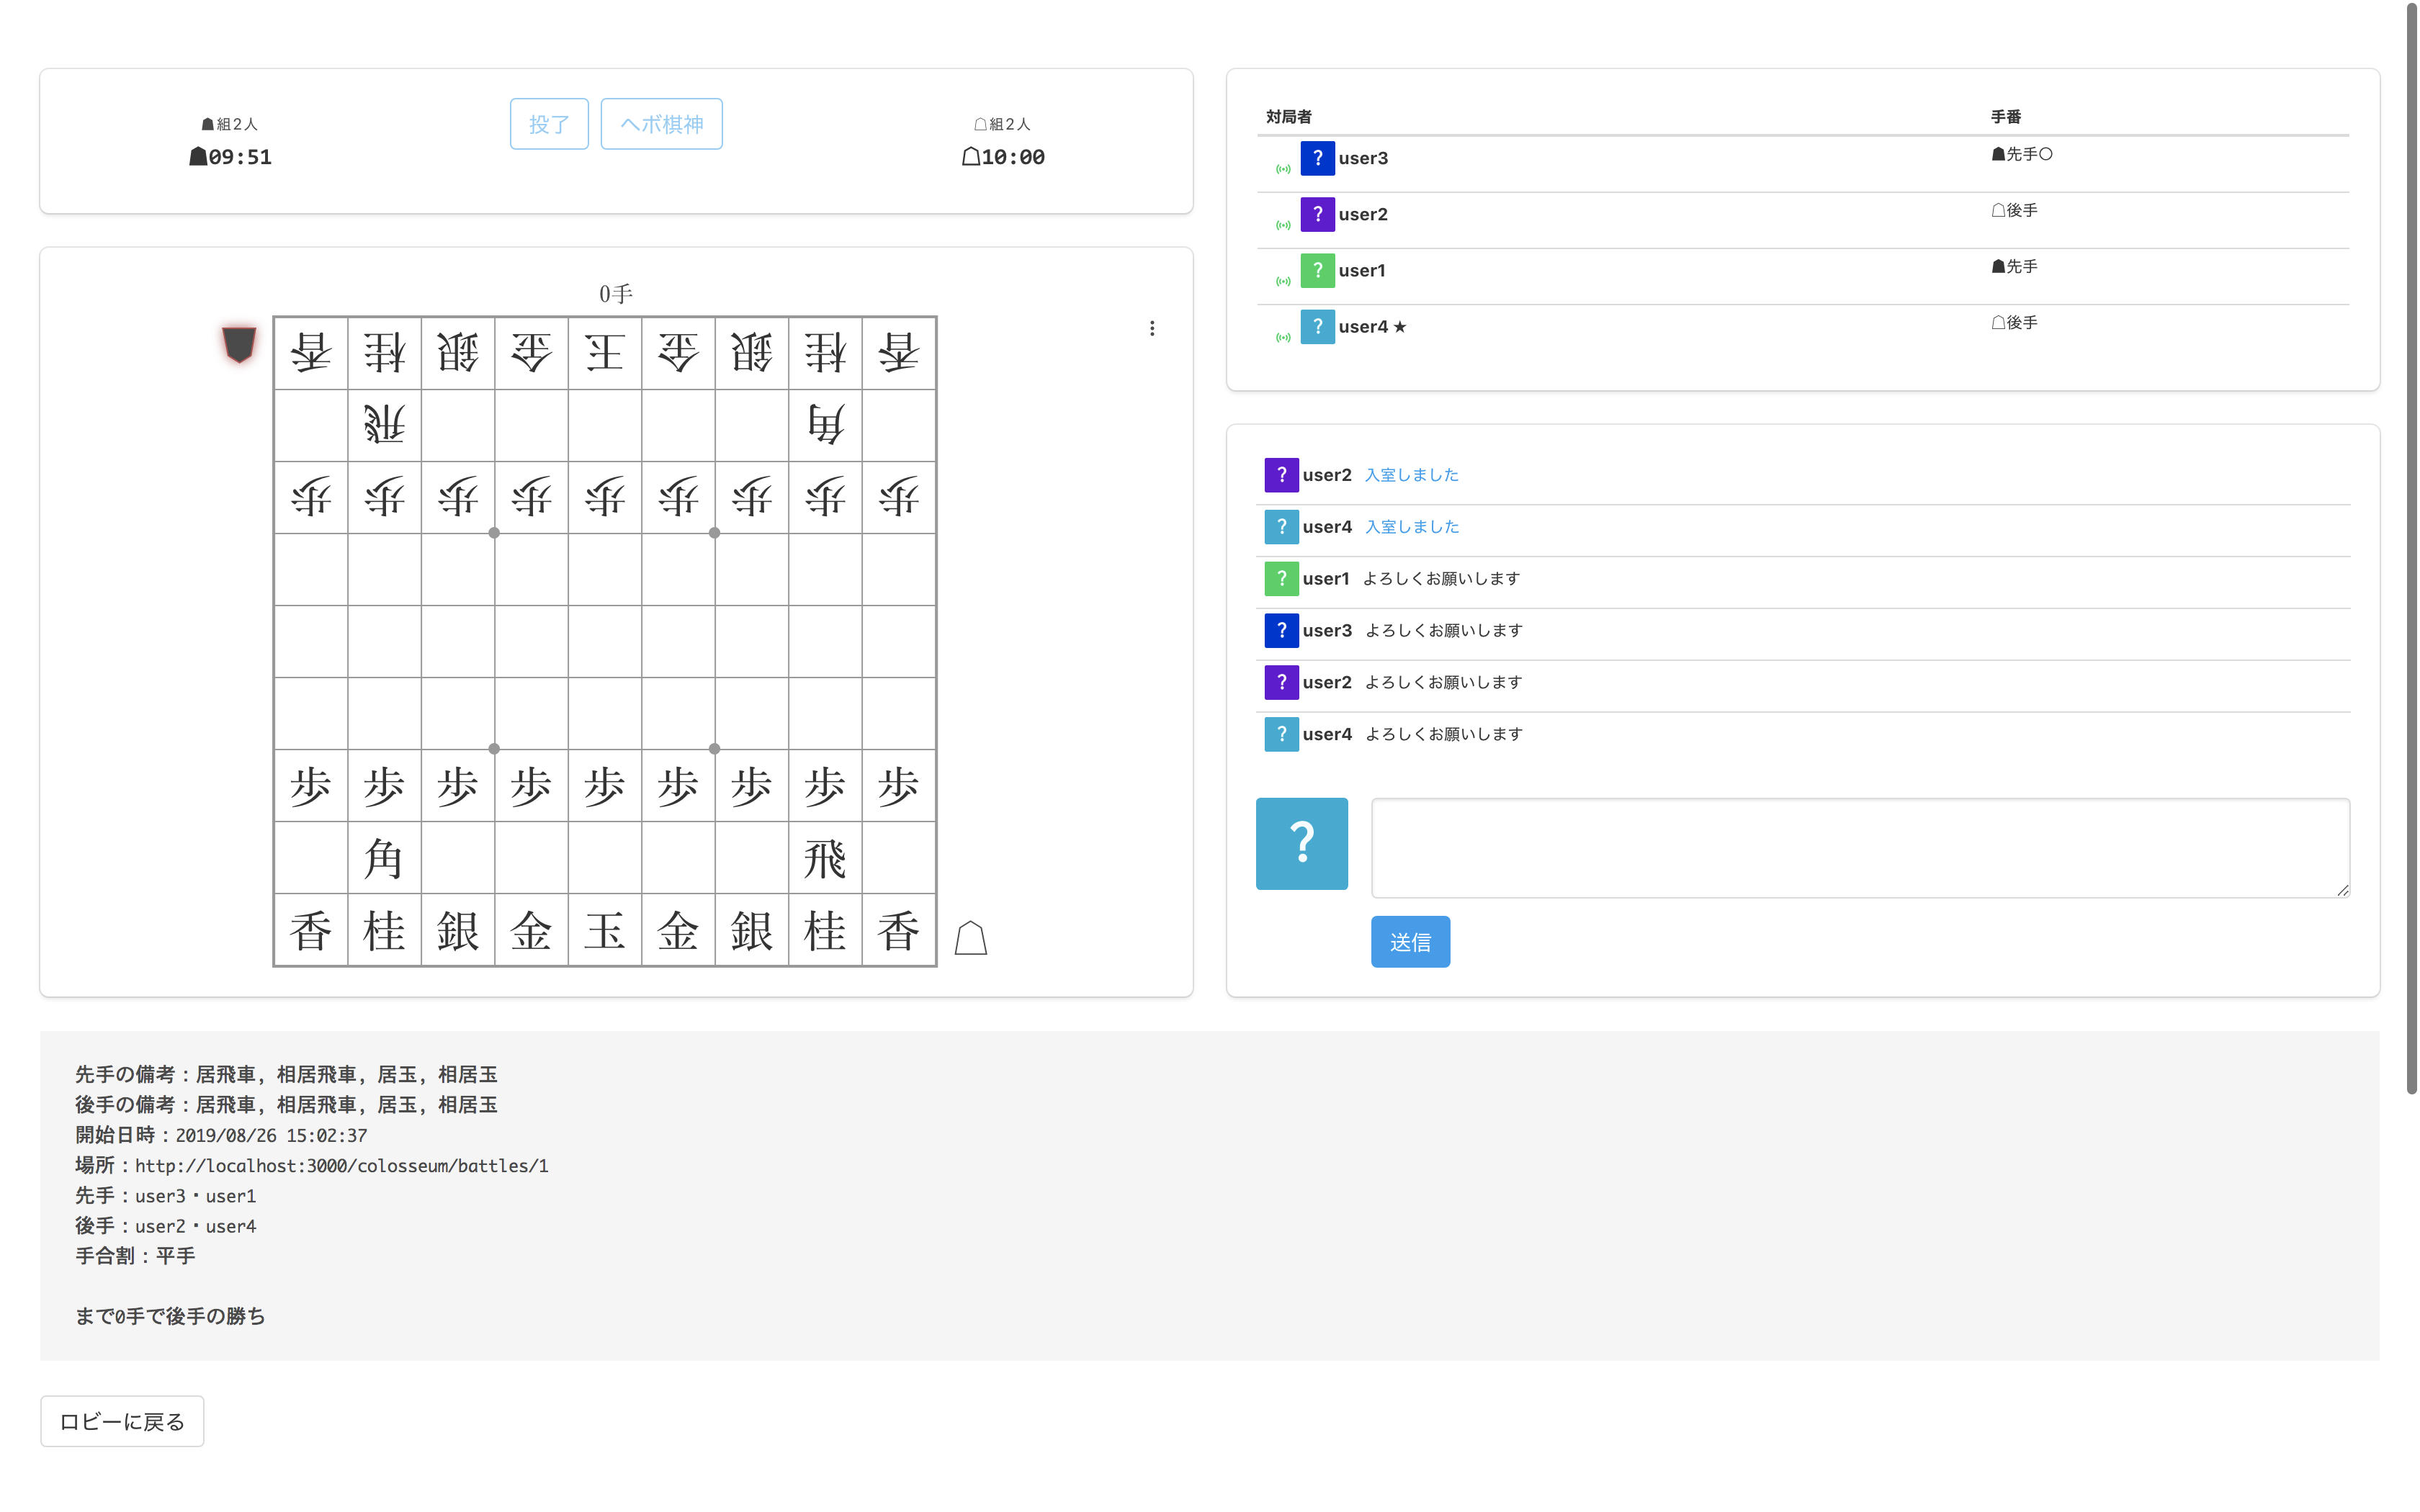 ☗組2人
☗09:51
投了
ヘボ棋神
☖組2人
☖10:00
0手
香桂銀金王金銀桂香
飛角
歩歩歩歩歩歩歩歩歩
歩歩歩歩歩歩歩歩歩
角飛
香桂銀金玉金銀桂香
対局者 手番
? user3 ☗先手○
? user2 ☖後手
? user1 ☗先手
? user4 ★ ☖後手
? user2 入室しました
? user4 入室しました
? user1 よろしくお願いします
? user3 よろしくお願いします
? user2 よろしくお願いします
? user4 よろしくお願いします
?
送信
先手の備考：居飛車, 相居飛車, 居玉, 相居玉
後手の備考：居飛車, 相居飛車, 居玉, 相居玉
開始日時：2019/08/26 15:02:37
場所：http://localhost:3000/colosseum/battles/1
先手：user3・user1
後手：user2・user4
手合割：平手
まで0手で後手の勝ち
ロビーに戻る